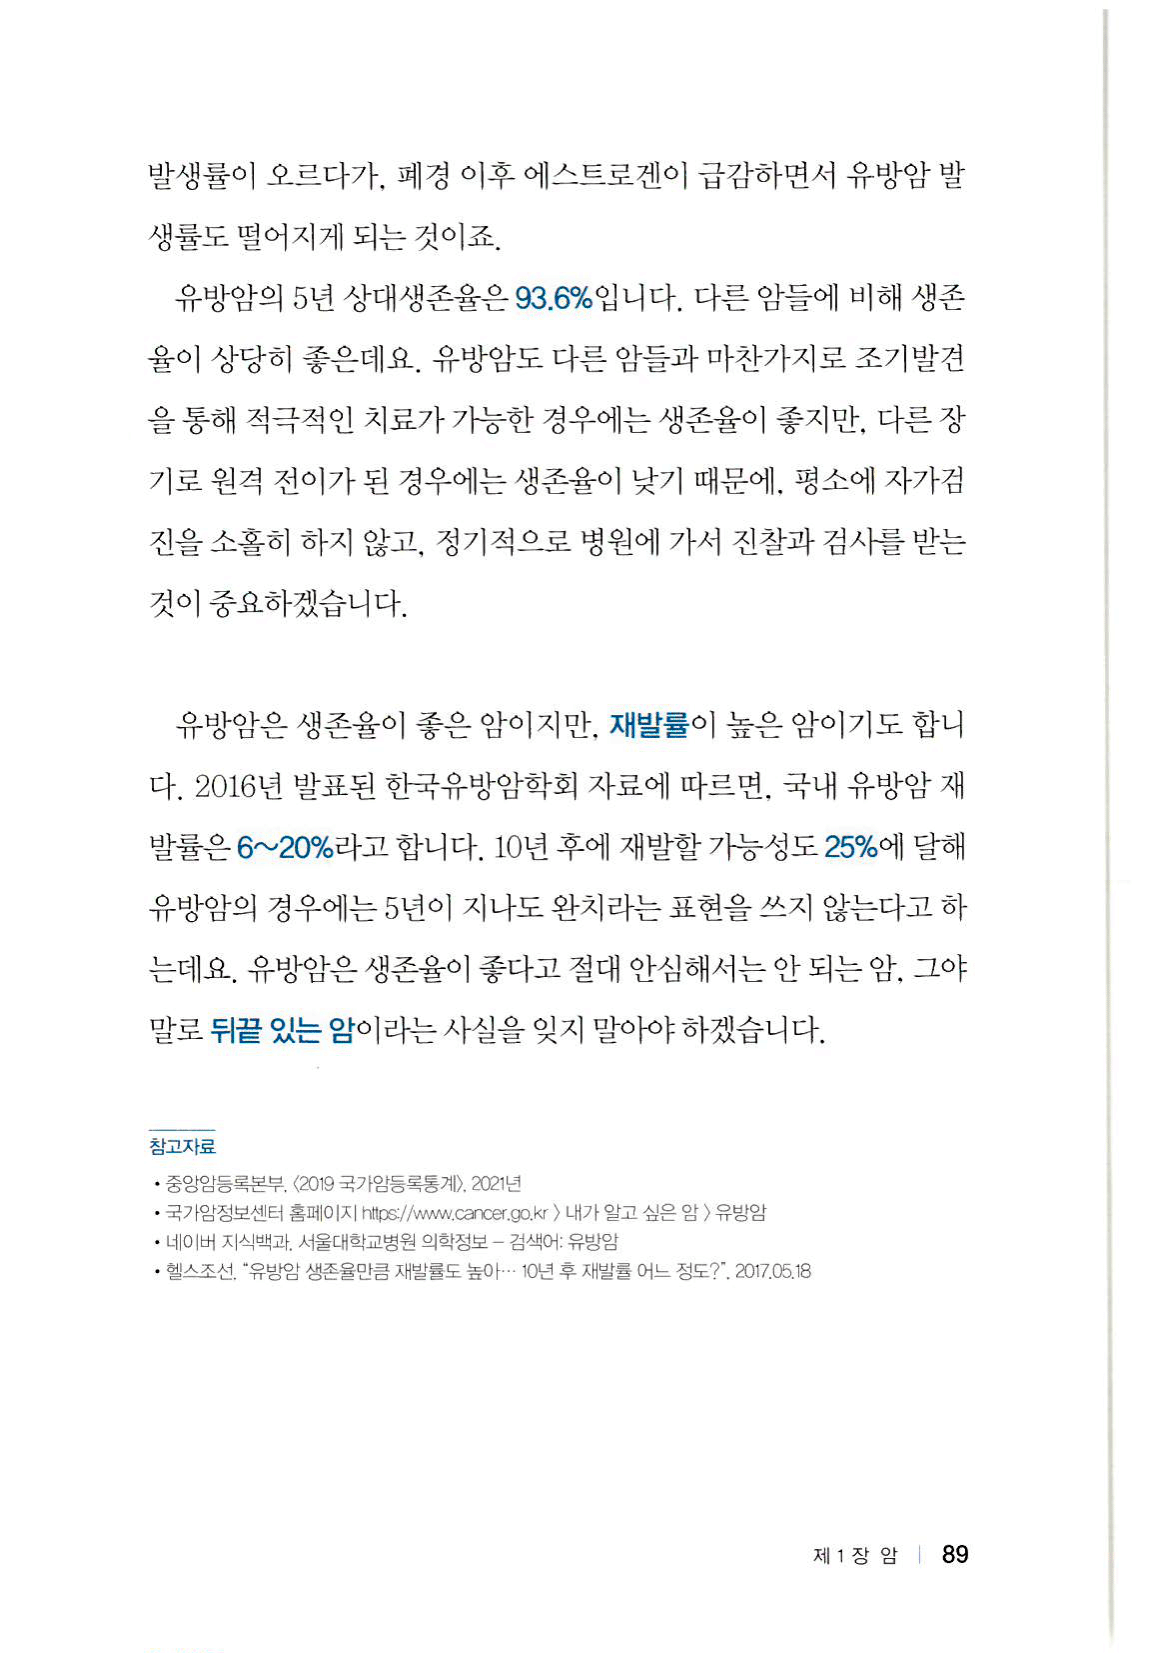 발생률이 오르다가, 폐경 이후 에스트로겐이 급감하면서 유방암 발
생률도 떨어지게 되는 것이죠.
유방암의 5년 상대생존율은 93.6%입니다. 다른 암들에 비해 생존
율이 상당히 좋은데요. 유방암도 다른 암들과 마찬가지로 조기발견
을 통해 적극적인 치료가 가능한 경우에는 생존율이 좋지만, 다른 장
기로 원격 전이가 된 경우에는 생존율이 낮기 때문에, 평소에 자가검
진을 소홀히 하지 않고, 정기적으로 병원에 가서 진찰과 검사를 받는
것이 중요하겠습니다.
유방암은 생존율이 좋은 암이지만, 재발률이 높은 암이기도 합니
다. 2016년 발표된 한국유방암학회 자료에 따르면, 국내 유방암 재
발률은 6~20%라고 합니다. 10년 후에 재발할 가능성도 25%에 달해
유방암의 경우에는 5년이 지나도 완치라는 표현을 쓰지 않는다고 하
는데요. 유방암은 생존율이 좋다고 절대 안심해서는 안 되는 암, 그야
말로 뒤끝 있는 암이라는 사실을 잊지 말아야 하겠습니다.
참고자료
• 중앙암등록본부, 〈2019 국가암등록통계〉, 2021년
• 국가암정보센터 홈페이지 https://www.cancer.go.kr 〉 내가 알고 싶은 암 〉 유방암
• 네이버 지식백과, 서울대학교병원 의학정보 – 검색어: 유방암
• 헬스조선, “유방암 생존율만큼 재발률도 높아… 10년 후 재발률 어느 정도?”, 2017.05.18
제 1 장 암 | 89